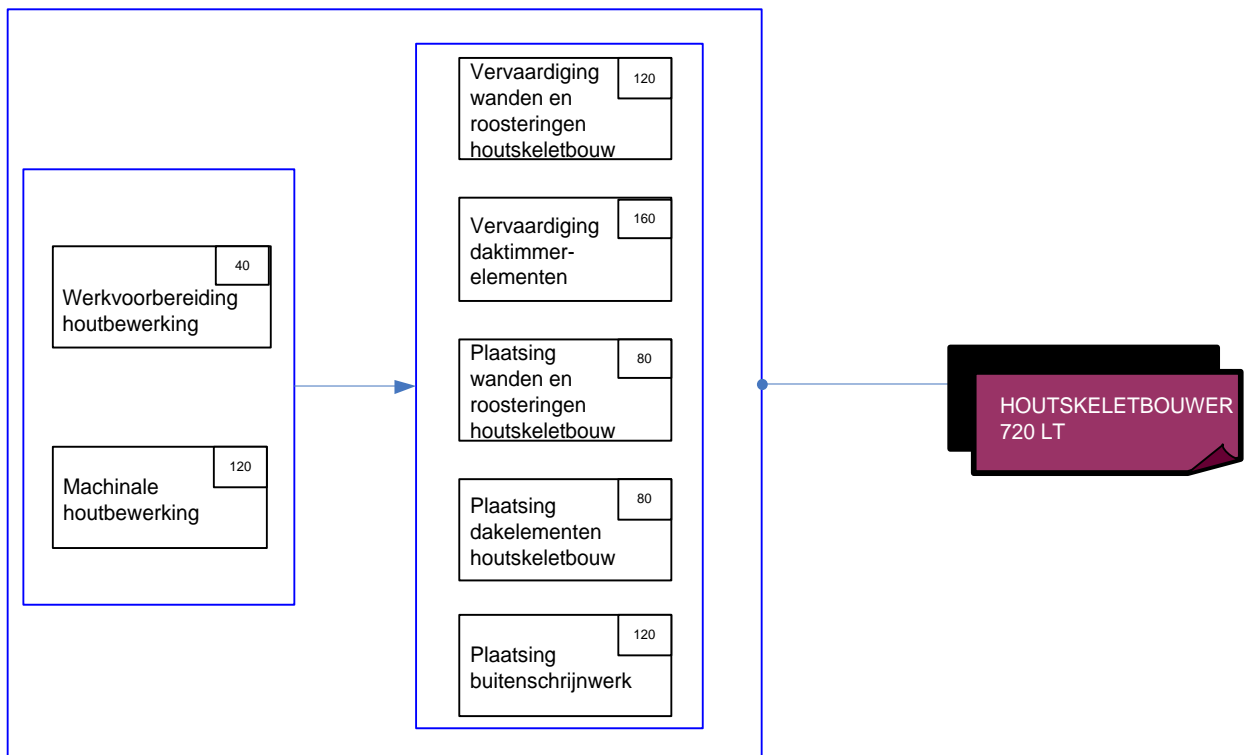 40
Werkvoorbereiding
houtbewerking
120
Machinale
houtbewerking
120
Vervaardiging
wanden en
roosteringen
houtskeletbouw
160
Vervaardiging
daktimmer-
elementen
80
Plaatsing
wanden en
roosteringen
houtskeletbouw
80
Plaatsing
dakelementen
houtskeletbouw
120
Plaatsing
buitenschrijnwerk
HOUTSKELETBOUWER
720 LT